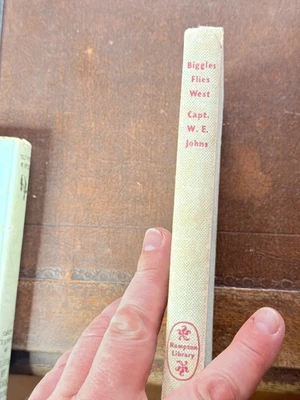 Biggles
Flies
West
Capt.
W. E.
Johns
Hampton
Library